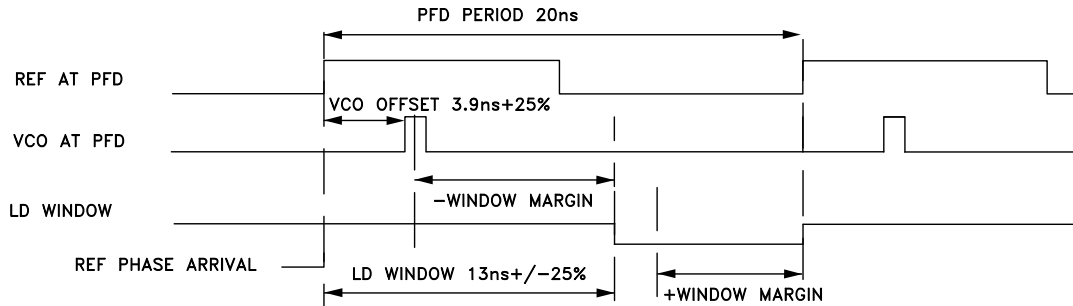 PFD PERIOD 20ns
REF AT PFD
VCO OFFSET 3.9ns+25%
VCO AT PFD
-WINDOW MARGIN
LD WINDOW
REF PHASE ARRIVAL
LD WINDOW 13ns+/-25%
+WINDOW MARGIN